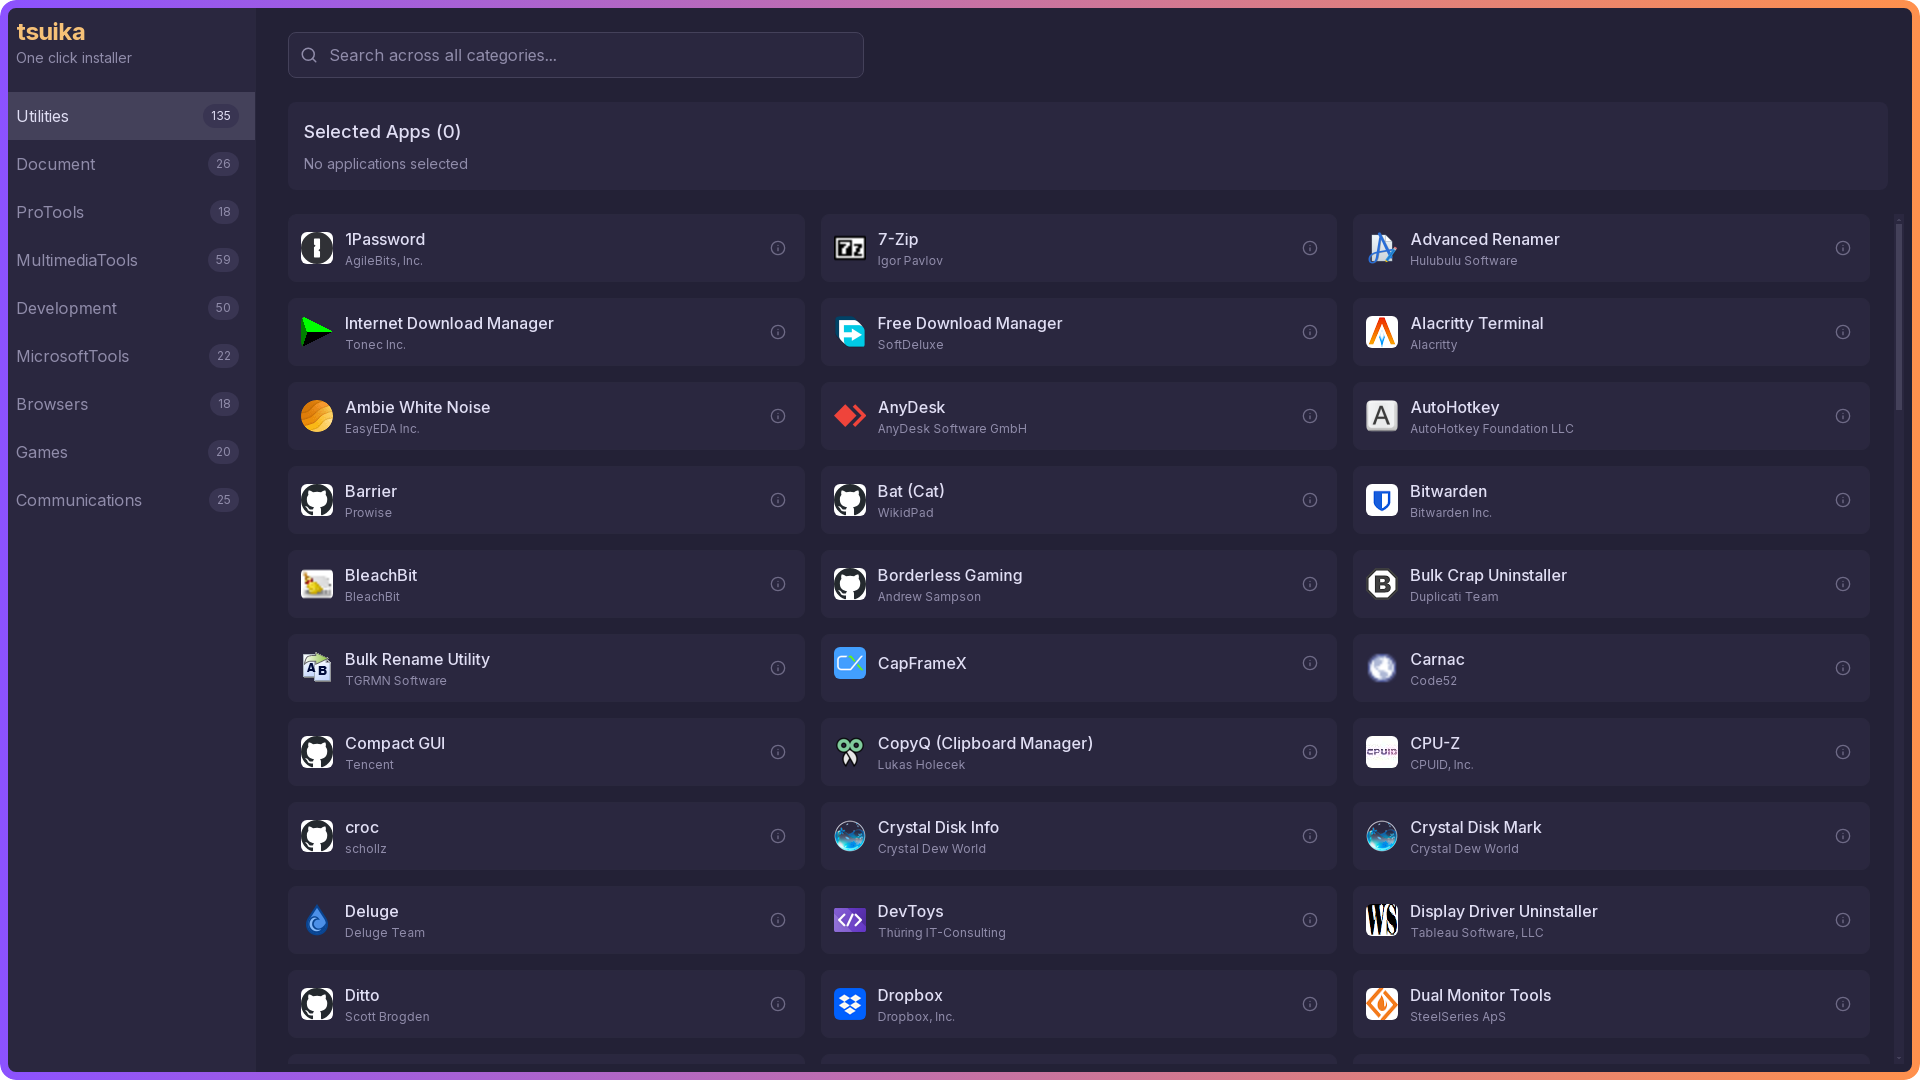 tsuika
One click installer
Utilities 135
Document 26
ProTools 18
MultimediaTools 59
Development 50
MicrosoftTools 22
Browsers 18
Games 20
Communications 25
Search across all categories...
Selected Apps (0)
No applications selected
1Password
AgileBits, Inc.
7-Zip
Igor Pavlov
Advanced Renamer
Hulubulu Software
Internet Download Manager
Tonec Inc.
Free Download Manager
SoftDeluxe
Alacritty Terminal
Alacritty
Ambie White Noise
EasyEDA Inc.
AnyDesk
AnyDesk Software GmbH
AutoHotkey
AutoHotkey Foundation LLC
Barrier
Prowise
Bat (Cat)
WikidPad
Bitwarden
Bitwarden Inc.
BleachBit
BleachBit
Borderless Gaming
Andrew Sampson
Bulk Crap Uninstaller
Duplicati Team
Bulk Rename Utility
TGRMN Software
CapFrameX
Carnac
Code52
Compact GUI
Tencent
CopyQ (Clipboard Manager)
Lukas Holecek
CPUID
CPU-Z
CPUID, Inc.
croc
schollz
Crystal Disk Info
Crystal Dew World
Crystal Disk Mark
Crystal Dew World
Deluge
Deluge Team
DevToys
Thüring IT-Consulting
Display Driver Uninstaller
Tableau Software, LLC
Ditto
Scott Brogden
Dropbox
Dropbox, Inc.
Dual Monitor Tools
SteelSeries ApS